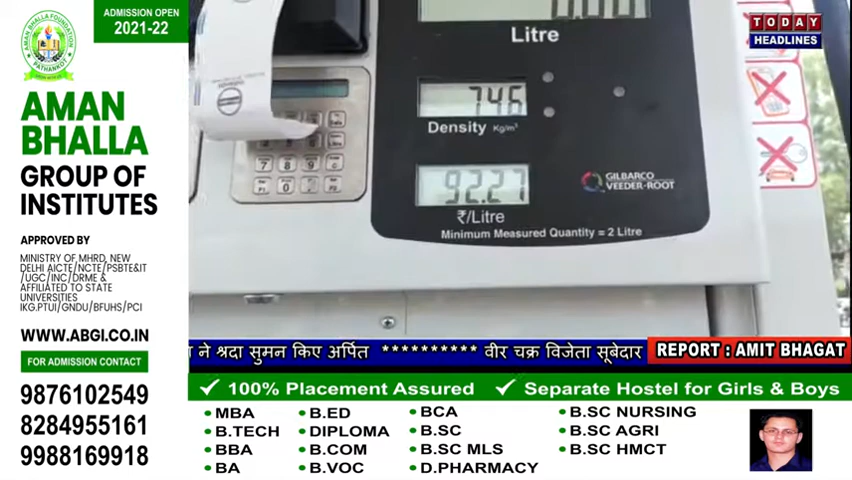 AMAN BHALLA FOUNDATION
PATHANKOT
ADMISSION OPEN
2021-22
AMAN
BHALLA
GROUP OF
INSTITUTES
APPROVED BY
MINISTRY OF MHRD, NEW
DELHI AICTE/NCTE/PSBTE&IT
/UGC/INC/DRME &
AFFILIATED TO STATE
UNIVERSITIES
IKG.PTUI/GNDU/BFUHS/PCI
WWW.ABGI.CO.IN
FOR ADMISSION CONTACT
9876102549
8284955161
9988169918
TODAY
HEADLINES
Litre
746
Density Kg/m³
7 8 9
0
92.27
₹/Litre
GILBARCO
VEEDER-ROOT
Minimum Measured Quantity = 2 Litre
ने श्रदा सुमन किए अर्पित ********** वीर चक्र विजेता सूबेदार
REPORT : AMIT BHAGAT
100% Placement Assured Separate Hostel for Girls & Boys
• MBA • B.ED • BCA • B.SC NURSING
• B.TECH • DIPLOMA • B.SC • B.SC AGRI
• BBA • B.COM • B.SC MLS • B.SC HMCT
• BA • B.VOC • D.PHARMACY